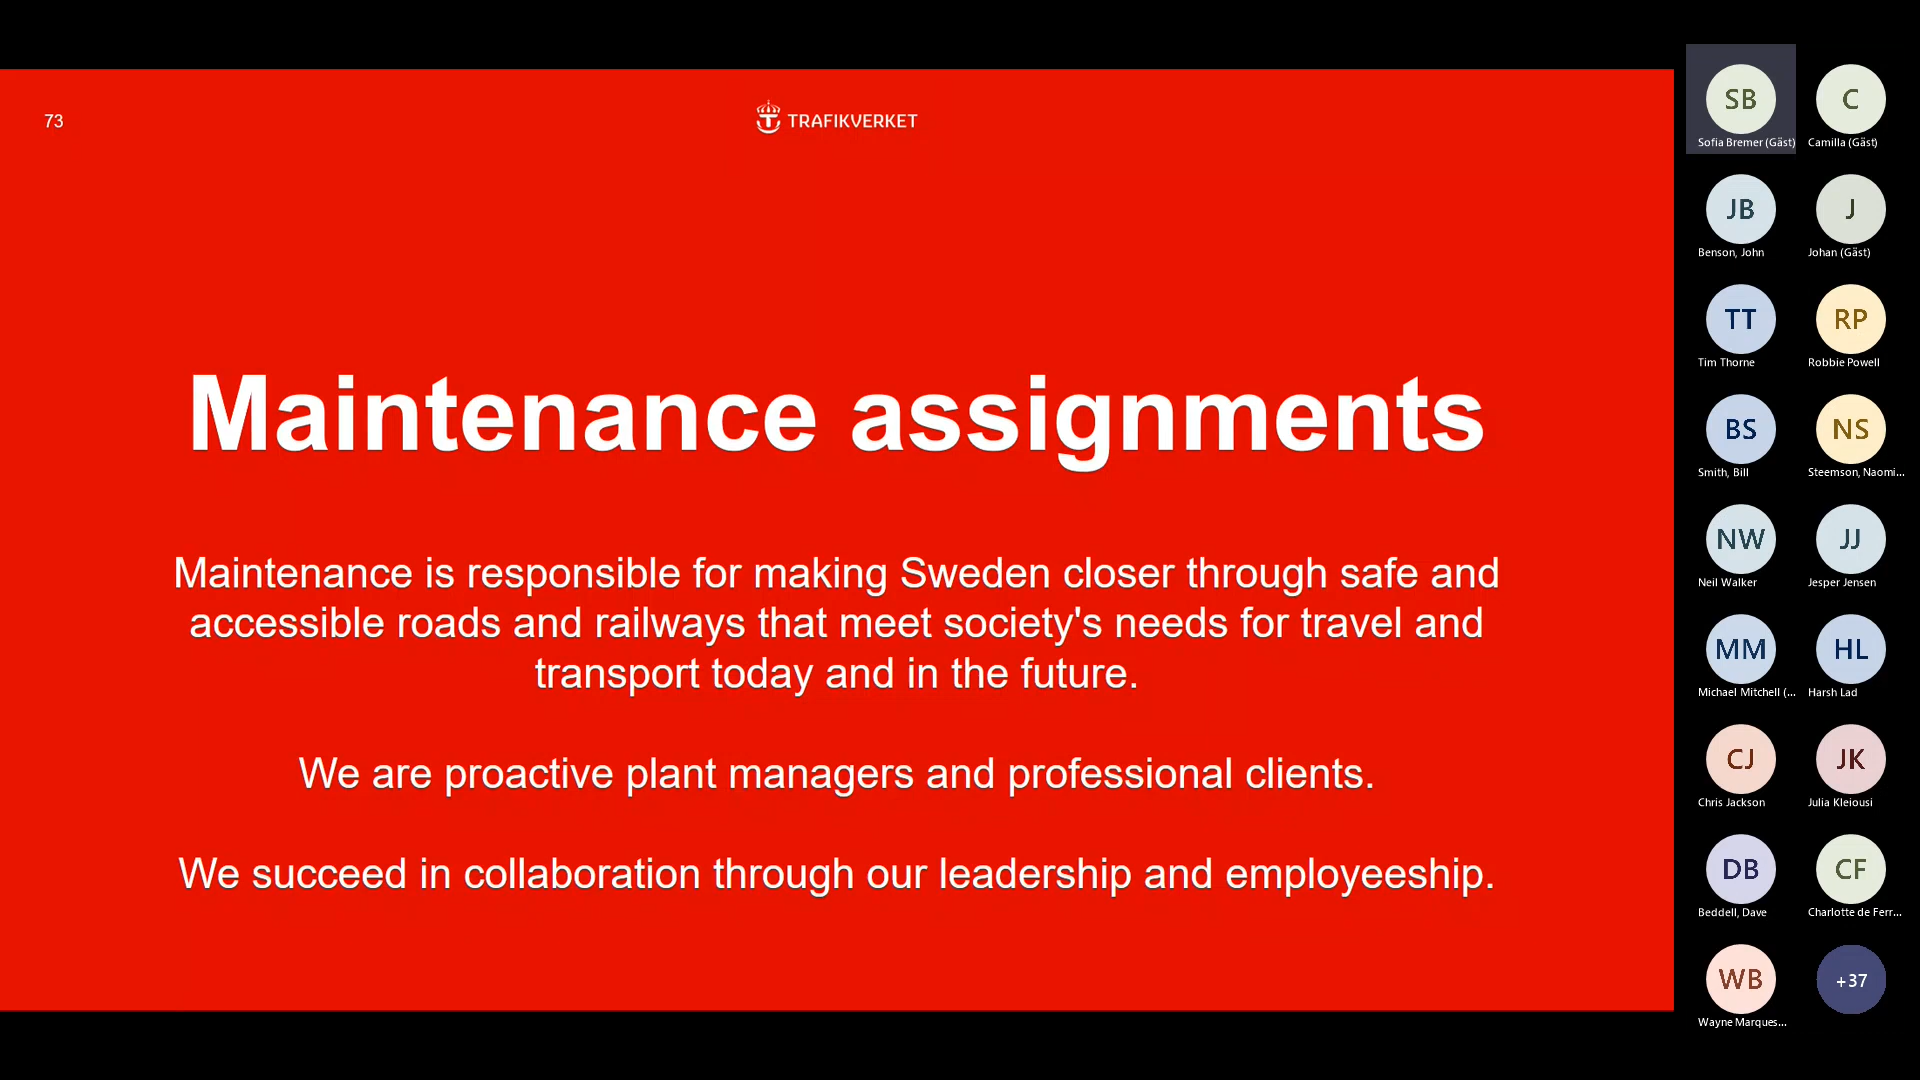 73
TRAFIKVERKET
Maintenance assignments
Maintenance is responsible for making Sweden closer through safe and
accessible roads and railways that meet society's needs for travel and
transport today and in the future.
We are proactive plant managers and professional clients.
We succeed in collaboration through our leadership and employeeship.
SB
Sofia Bremer (Gäst)
C
Camilla (Gäst)
JB
Benson, John
J
Johan (Gäst)
TT
Tim Thorne
RP
Robbie Powell
BS
Smith, Bill
NS
Steemson, Naomi...
NW
Neil Walker
JJ
Jesper Jensen
MM
Michael Mitchell (...
HL
Harsh Lad
CJ
Chris Jackson
JK
Julia Kleiousi
DB
Beddell, Dave
CF
Charlotte de Ferr...
WB
Wayne Marques...
+37